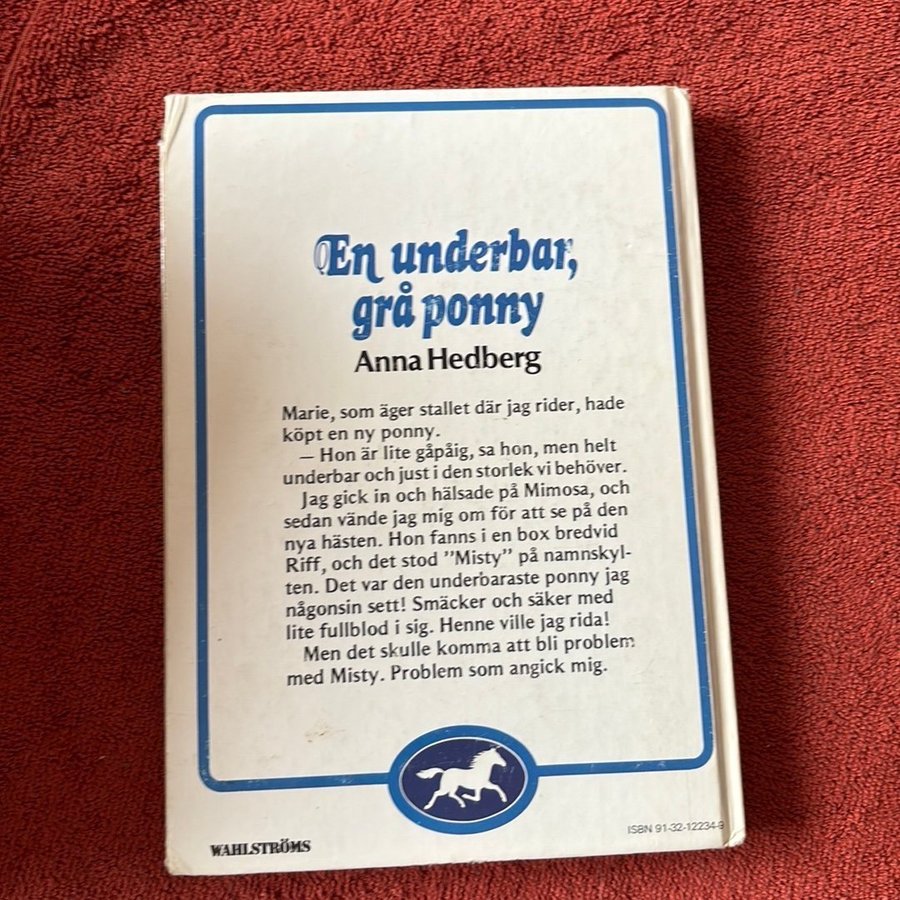 En underbar,
grå ponny
Anna Hedberg
Marie, som äger stallet där jag rider, hade
köpt en ny ponny.
— Hon är lite gåpåig, sa hon, men helt
underbar och just i den storlek vi behöver.
Jag gick in och hälsade på Mimosa, och
sedan vände jag mig om för att se på den
nya hästen. Hon fanns i en box bredvid
Riff, och det stod "Misty" på namnskyl-
ten. Det var den underbaraste ponny jag
någonsin sett! Smäcker och säker med
lite fullblod i sig. Henne ville jag rida!
Men det skulle komma att bli problem
med Misty. Problem som angick mig.
ISBN 91-32-12234-9
WAHLSTRÖMS